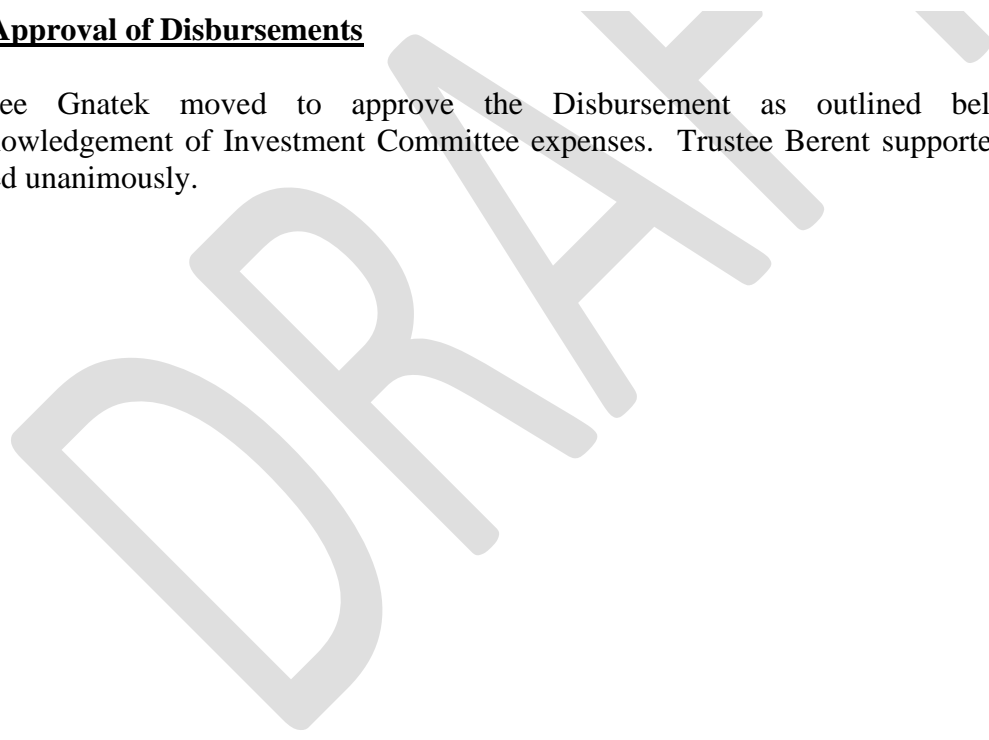 Approval of Disbursements
ee Gnatek moved to approve the Disbursement as outlined bel
owledgement of Investment Committee expenses. Trustee Berent supporte
d unanimously.
DRAF